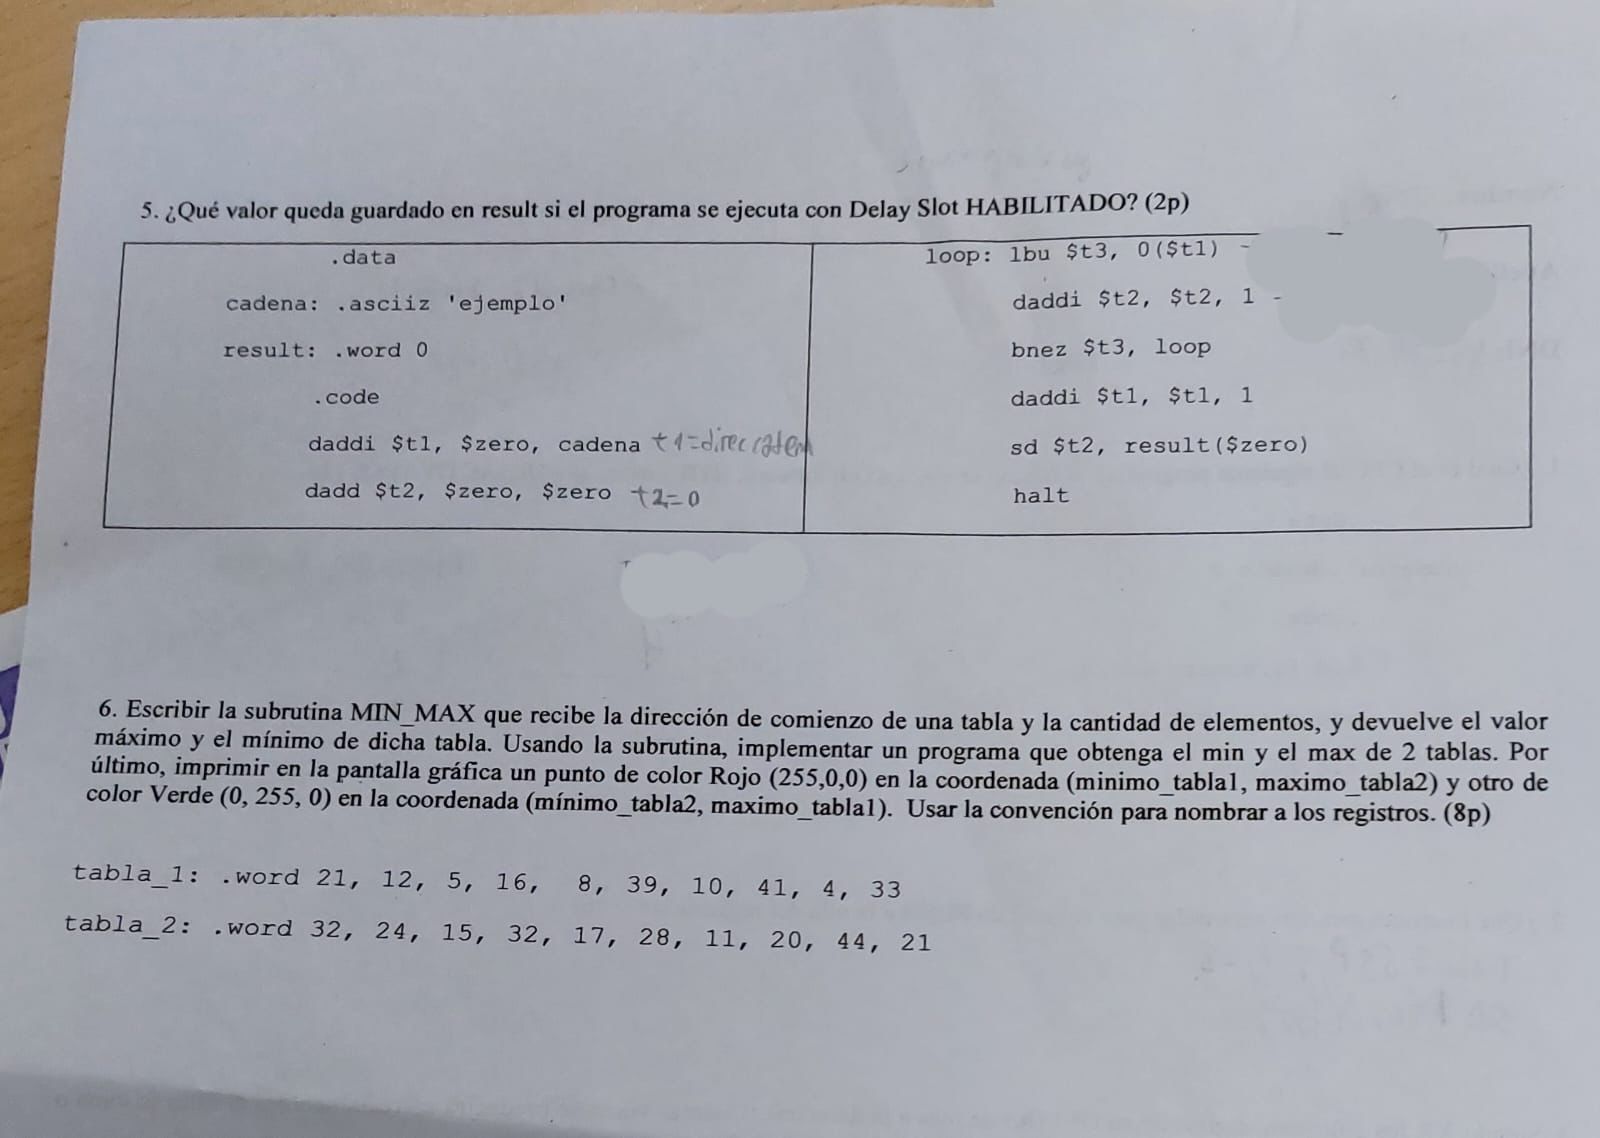 5. ¿Qué valor queda guardado en result si el programa se ejecuta con Delay Slot HABILITADO? (2p)
.data
cadena: .asciiz 'ejemplo'
result: .word 0
.code
daddi $t1, $zero, cadena t1=direc caden
dadd $t2, $zero, $zero t2=0
loop: lbu $t3, 0($t1) -
daddi $t2, $t2, 1 -
bnez $t3, loop
daddi $t1, $t1, 1
sd $t2, result($zero)
halt
6. Escribir la subrutina MIN_MAX que recibe la dirección de comienzo de una tabla y la cantidad de elementos, y devuelve el valor
máximo y el mínimo de dicha tabla. Usando la subrutina, implementar un programa que obtenga el min y el max de 2 tablas. Por
último, imprimir en la pantalla gráfica un punto de color Rojo (255,0,0) en la coordenada (minimo_tabla1, maximo_tabla2) y otro de
color Verde (0, 255, 0) en la coordenada (mínimo_tabla2, maximo_tabla1). Usar la convención para nombrar a los registros. (8p)
tabla_1: .word 21, 12, 5, 16, 8, 39, 10, 41, 4, 33
tabla_2: .word 32, 24, 15, 32, 17, 28, 11, 20, 44, 21